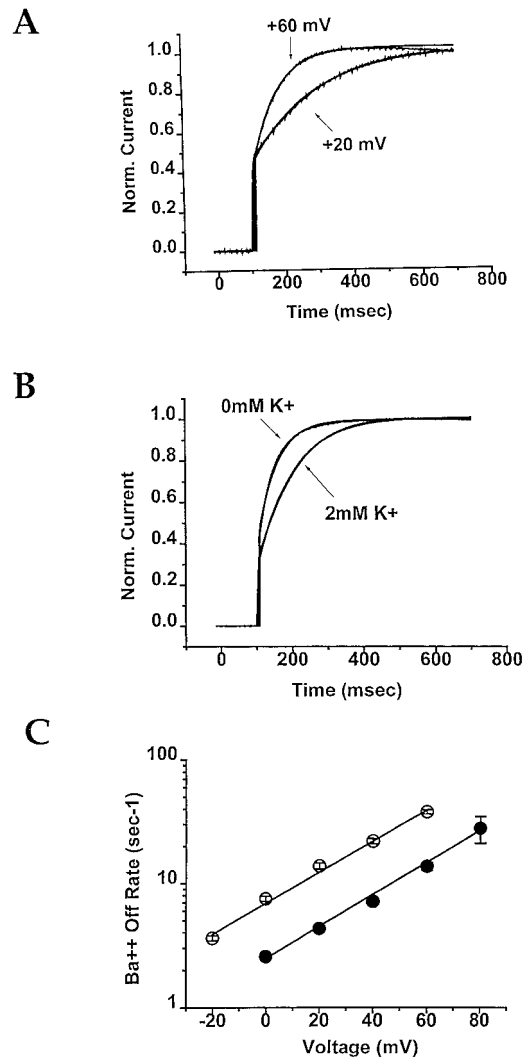 A
+60 mV
+20 mV
Norm. Current
1.0
0.8
0.6
0.4
0.2
0.0
0 200 400 600 800
Time (msec)
B
0mM K+
2mM K+
Norm. Current
1.0
0.8
0.6
0.4
0.2
0.0
0 200 400 600 800
Time (msec)
C
Ba++ Off Rate (sec-1)
100
10
1
-20 0 20 40 60 80
Voltage (mV)